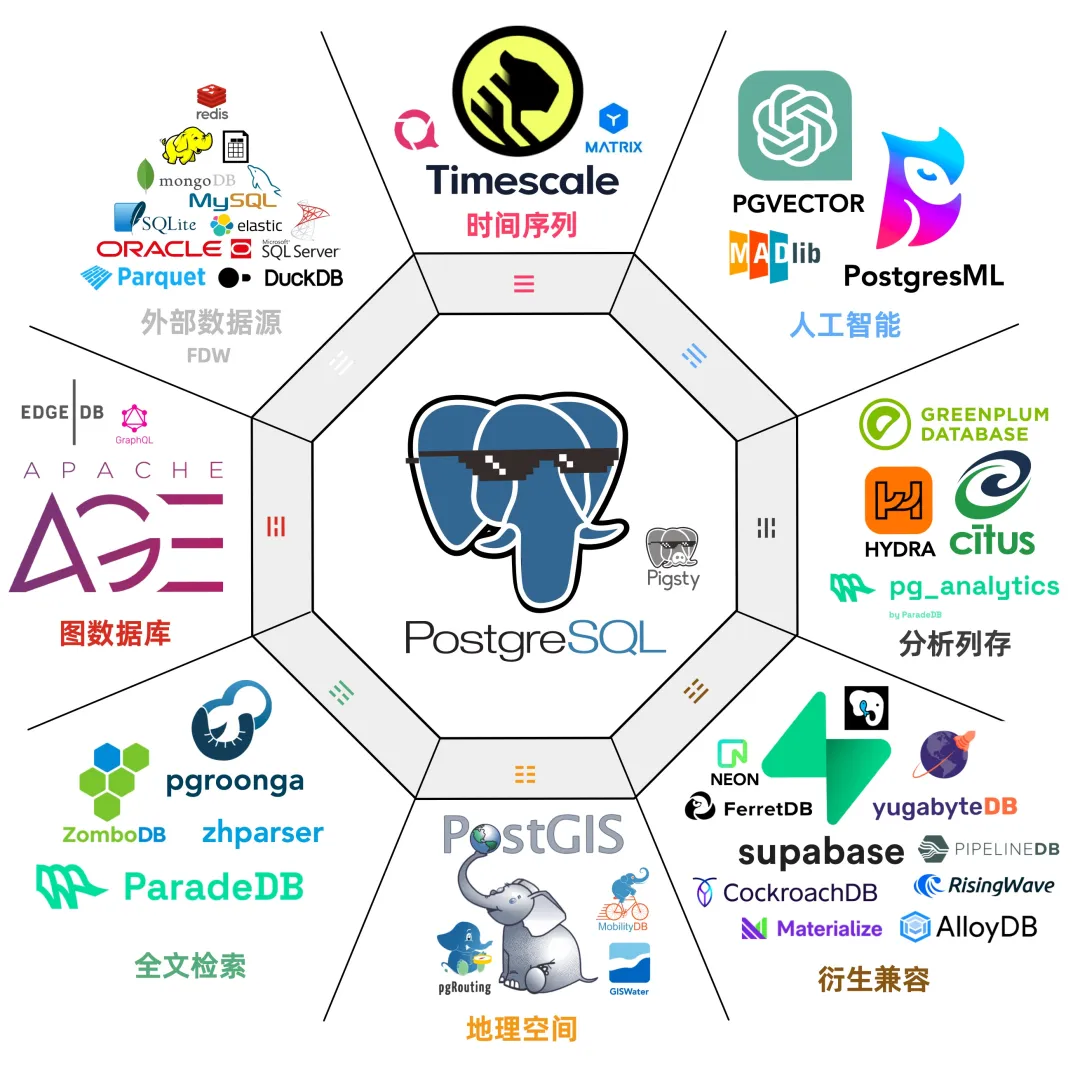 Timescale
MATRIX
时间序列
PGVECTOR
MADlib
PostgresML
人工智能
GREENPLUM
DATABASE
HYDRA
citus
pg_analytics
by ParadeDB
分析列存
NEON
FerretDB
yugabyteDB
supabase
PIPELINEDB
CockroachDB
RisingWave
Materialize
AlloyDB
衍生兼容
PostGIS
MobilityDB
pgRouting
GISWater
地理空间
pgroonga
ZomboDB
zhparser
ParadeDB
全文检索
EDGE DB
GraphQL
APACHE
AGE
图数据库
redis
mongoDB
MySQL
SQLite
elastic
ORACLE
Microsoft
SQL Server
Parquet
DuckDB
外部数据源
FDW
Pigsty
PostgreSQL